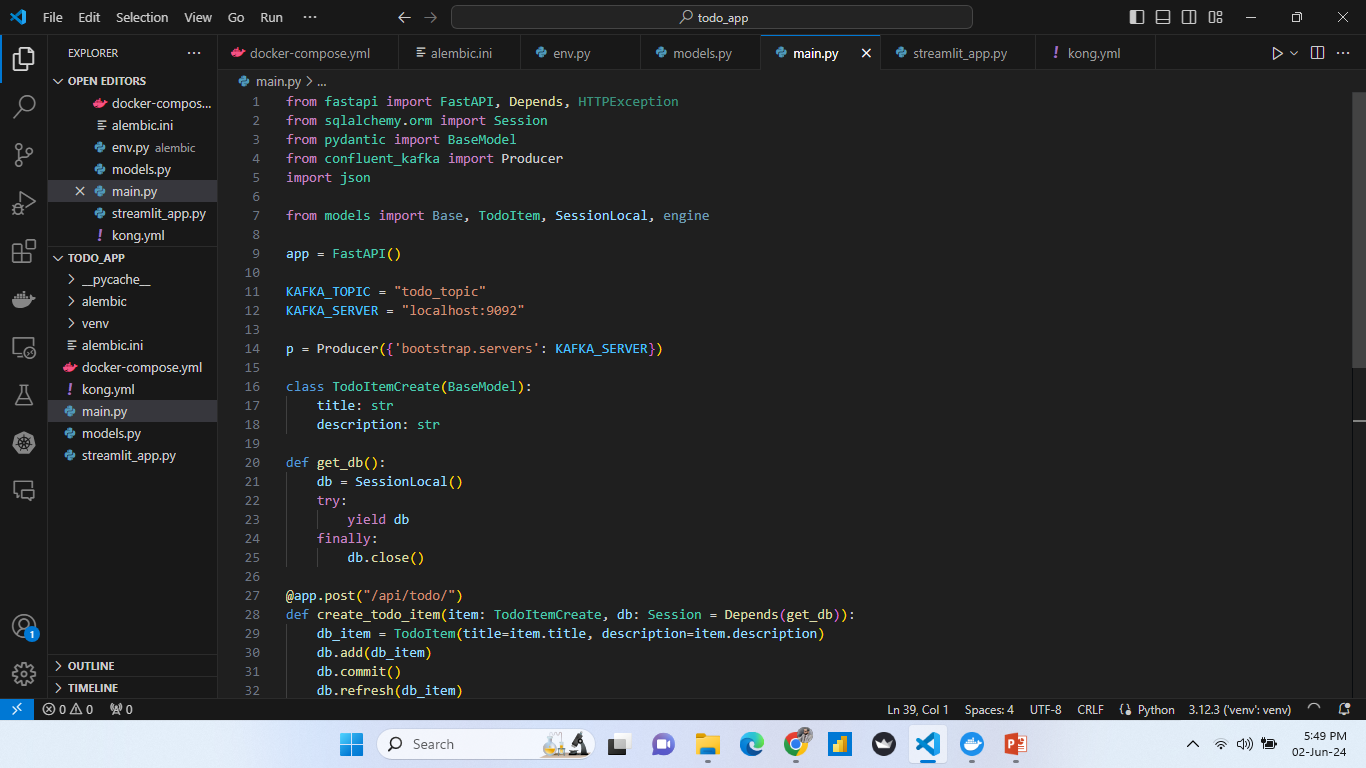 File Edit Selection View Go Run ··· todo_app
EXPLORER ···
OPEN EDITORS
docker-compos...
alembic.ini
env.py alembic
models.py
main.py
streamlit_app.py
kong.yml
TODO_APP
__pycache__
alembic
venv
alembic.ini
docker-compose.yml
kong.yml
main.py
models.py
streamlit_app.py
OUTLINE
TIMELINE
docker-compose.yml alembic.ini env.py models.py main.py streamlit_app.py kong.yml ···
main.py > ...
1 from fastapi import FastAPI, Depends, HTTPException
2 from sqlalchemy.orm import Session
3 from pydantic import BaseModel
4 from confluent_kafka import Producer
5 import json
6
7 from models import Base, TodoItem, SessionLocal, engine
8
9 app = FastAPI()
10
11 KAFKA_TOPIC = "todo_topic"
12 KAFKA_SERVER = "localhost:9092"
13
14 p = Producer({'bootstrap.servers': KAFKA_SERVER})
15
16 class TodoItemCreate(BaseModel):
17     title: str
18     description: str
19
20 def get_db():
21     db = SessionLocal()
22     try:
23         yield db
24     finally:
25         db.close()
26
27 @app.post("/api/todo/")
28 def create_todo_item(item: TodoItemCreate, db: Session = Depends(get_db)):
29     db_item = TodoItem(title=item.title, description=item.description)
30     db.add(db_item)
31     db.commit()
32     db.refresh(db_item)
1
0 0 0 Ln 39, Col 1 Spaces: 4 UTF-8 CRLF Python 3.12.3 ('venv': venv)
Search
5:49 PM
02-Jun-24